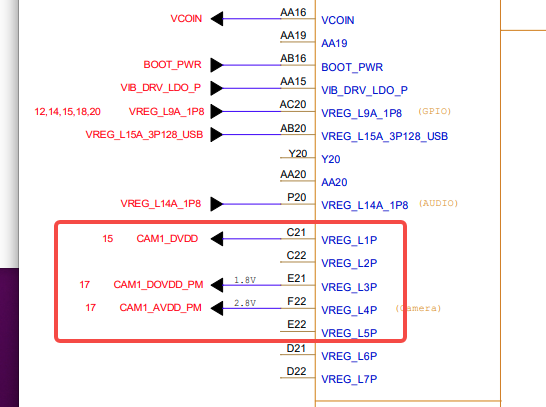 VCOIN AA16 VCOIN
AA19 AA19
BOOT_PWR AB16 BOOT_PWR
VIB_DRV_LDO_P AA15 VIB_DRV_LDO_P
12,14,15,18,20 VREG_L9A_1P8 AC20 VREG_L9A_1P8 (GPIO)
VREG_L15A_3P128_USB AB20 VREG_L15A_3P128_USB
Y20 Y20
AA20 AA20
VREG_L14A_1P8 P20 VREG_L14A_1P8 (AUDIO)
15 CAM1_DVDD C21 VREG_L1P
C22 VREG_L2P
17 CAM1_DOVDD_PM 1.8V E21 VREG_L3P
17 CAM1_AVDD_PM 2.8V F22 VREG_L4P (Camera)
E22 VREG_L5P
D21 VREG_L6P
D22 VREG_L7P